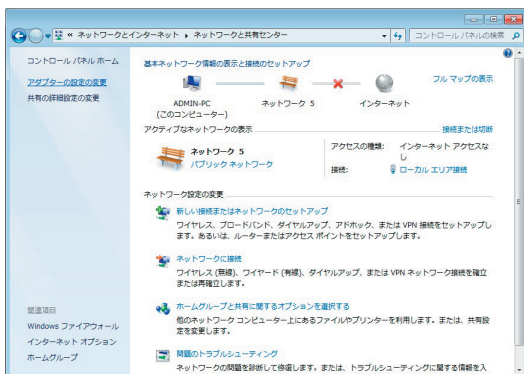 « ネットワークとインターネット ▸ ネットワークと共有センター
コントロール パネルの検索
コントロール パネル ホーム
アダプターの設定の変更
共有の詳細設定の変更
基本ネットワーク情報の表示と接続のセットアップ
フル マップの表示
ADMIN-PC
(このコンピューター)
ネットワーク 5
インターネット
アクティブなネットワークの表示
接続または切断
ネットワーク 5
パブリック ネットワーク
アクセスの種類: インターネット アクセスな
し
接続: ローカル エリア接続
ネットワーク設定の変更
新しい接続またはネットワークのセットアップ
ワイヤレス、ブロードバンド、ダイヤルアップ、アドホック、または VPN 接続をセットアップし
ます。あるいは、ルーターまたはアクセス ポイントをセットアップします。
ネットワークに接続
ワイヤレス (無線)、ワイヤード (有線)、ダイヤルアップ、または VPN ネットワーク接続を確立
または再確立します。
ホームグループと共有に関するオプションを選択する
他のネットワーク コンピューター上にあるファイルやプリンターを利用します。または、共有設
定を変更します。
問題のトラブルシューティング
ネットワークの問題を診断して修復します。または、トラブルシューティングに関する情報を入
関連項目
Windows ファイアウォール
インターネット オプション
ホームグループ